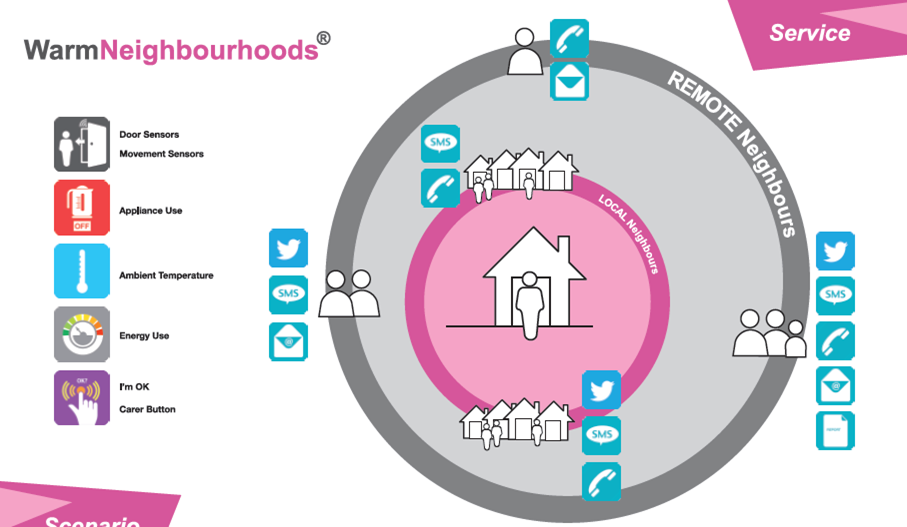 WarmNeighbourhoods®
Service
REMOTE Neighbours
Door Sensors
Movement Sensors
SMS
LOCAL Neighbours
OFF
Appliance Use
Ambient Temperature
SMS
@
SMS
@
Energy Use
OK?
I'm OK
Carer Button
SMS
Scenario